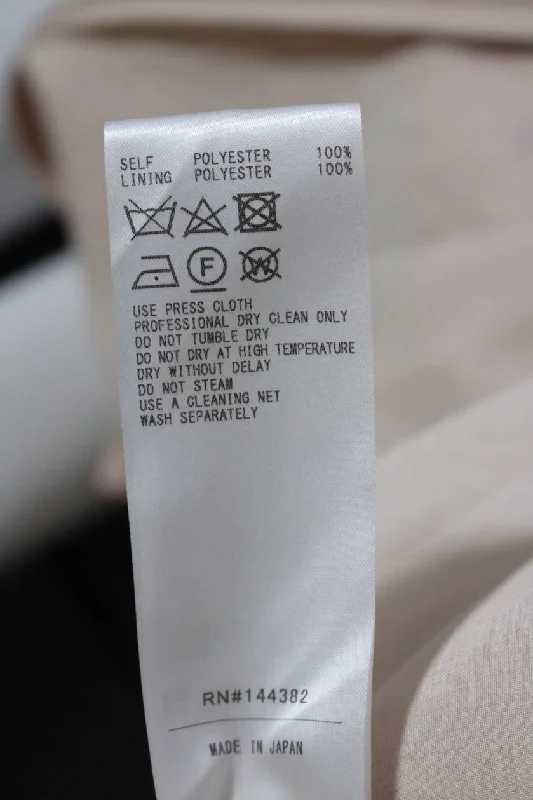 SELF POLYESTER 100%
LINING POLYESTER 100%
F W
USE PRESS CLOTH
PROFESSIONAL DRY CLEAN ONLY
DO NOT TUMBLE DRY
DO NOT DRY AT HIGH TEMPERATURE
DRY WITHOUT DELAY
DO NOT STEAM
USE A CLEANING NET
WASH SEPARATELY
RN#144382
MADE IN JAPAN